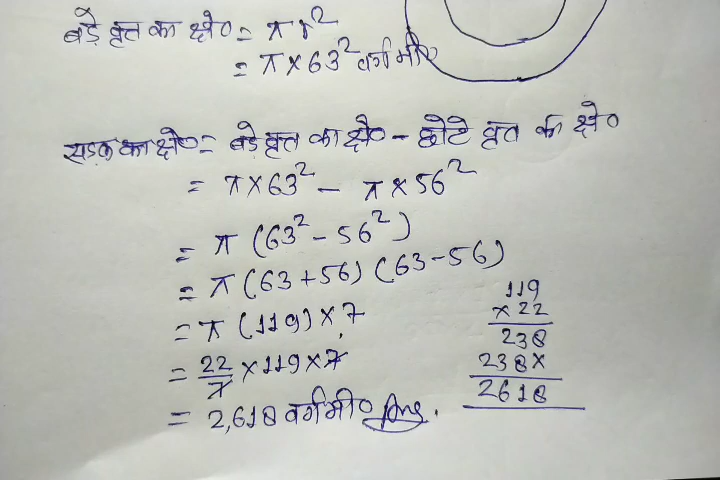 बड़े वृत्त का क्षे० = πr²
= π×63² वर्ग मी०
सड़क का क्षे० = बड़े वृत्त का क्षे० - छोटे वृत्त का क्षे०
= π×63² - π×56²
= π(63² - 56²)
= π(63+56)(63-56)
= π(119)×7
= 22/7 ×119×7
= 2,618 वर्ग मी० Ans.
119
×22
238
238×
2618